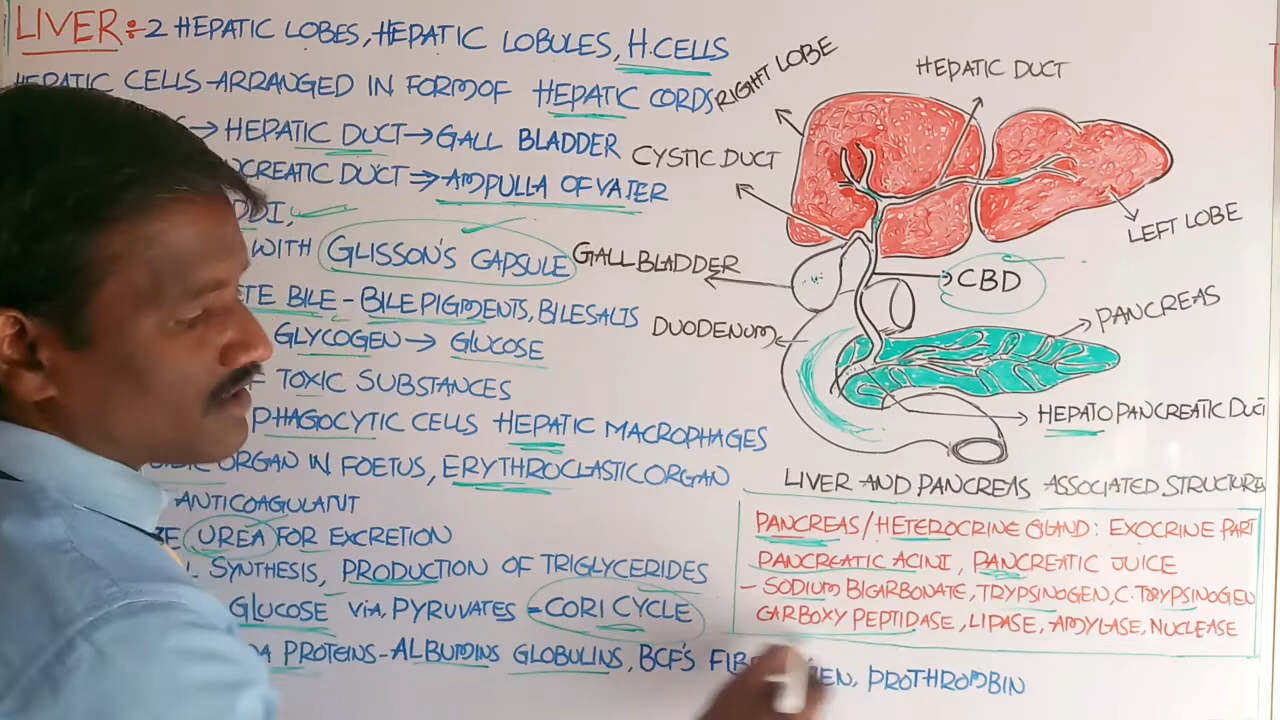 LIVER:- 2 HEPATIC LOBES, HEPATIC LOBULES, H.CELLS
HEPATIC CELLS-ARRANGED IN FORM OF HEPATIC CORDS
→ HEPATIC DUCT → GALL BLADDER
CREATIC DUCT ⇒ AMPULLA OF VATER
DDI,
WITH GLISSON'S CAPSULE
TE BILE - BILE PIGMENTS, BILESALTS
GLYCOGEN → GLUCOSE
F TOXIC SUBSTANCES
PHAGOCYTIC CELLS HEPATIC MACROPHAGES
ORGAN IN FOETUS, ERYTHROCLASTIC ORGAN
ANTICOAGULANT
UREA FOR EXCRETION
SYNTHESIS, PRODUCTION OF TRIGLYCERIDES
GLUCOSE VIA, PYRUVATES - CORI CYCLE
PROTEINS-ALBUMINS GLOBULINS, BCF'S FIB EN, PROTHROMBIN
RIGHT LOBE
HEPATIC DUCT
CYSTIC DUCT
LEFT LOBE
GALL BLADDER
CBD
DUODENUM
PANCREAS
HEPATO PANCREATIC DUCT
LIVER AND PANCREAS ASSOCIATED STRUCTURE
PANCREAS/HETEROCRINE GLAND: EXOCRINE PART
PANCREATIC ACINI, PANCREATIC JUICE
- SODIUM BICARBONATE, TRYPSINOGEN, C.TRYPSINOGEN
CARBOXY PEPTIDASE, LIPASE, AMYLASE, NUCLEASE